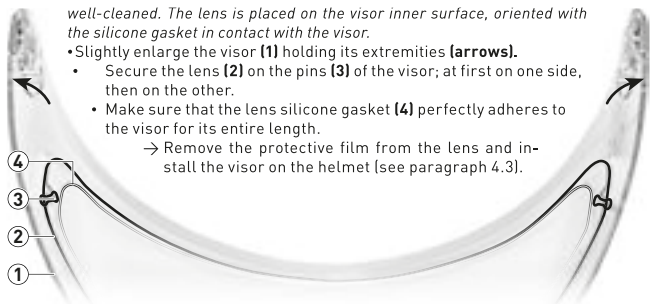 well-cleaned. The lens is placed on the visor inner surface, oriented with
the silicone gasket in contact with the visor.
•Slightly enlarge the visor (1) holding its extremities (arrows).
• Secure the lens (2) on the pins (3) of the visor; at first on one side,
then on the other.
• Make sure that the lens silicone gasket (4) perfectly adheres to
the visor for its entire length.
→ Remove the protective film from the lens and in-
stall the visor on the helmet (see paragraph 4.3).
4
3
2
1